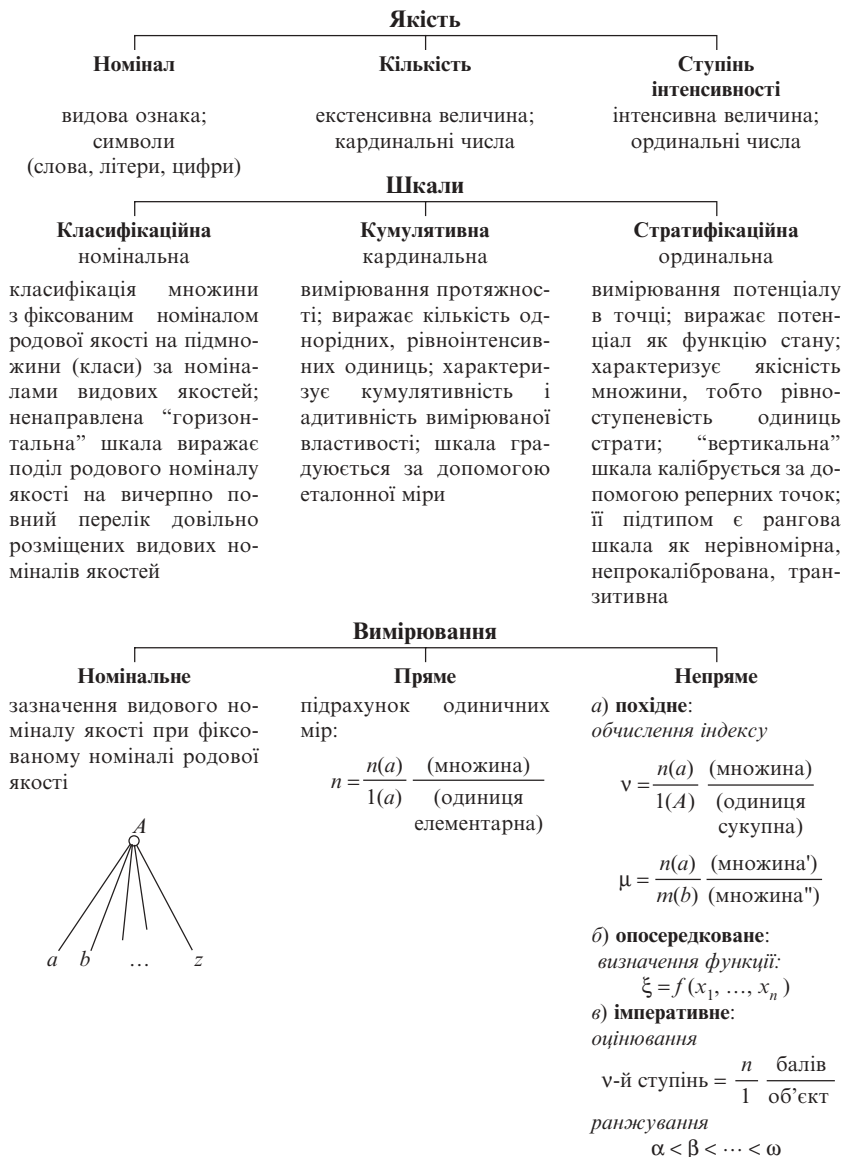 Якість
Номінал
видова ознака;
символи
(слова, літери, цифри)
Кількість
екстенсивна величина;
кардинальні числа
Ступінь
інтенсивності
інтенсивна величина;
ординальні числа
Шкали
Класифікаційна
номінальна
класифікація множини
з фіксованим номіналом
родової якості на підмно-
жини (класи) заноміна-
лами видових якостей;
ненаправлена “горизон-
тальна” шкала виражає
поділ родового номіналу
якості на вичерпно по-
вний перелік довільно
розміщених видових но-
міналів якостей
Кумулятивна
кардинальна
вимірювання протяжнос-
ті; виражає кількість од-
норідних, рівноінтенсив-
них одиниць; характери-
зує кумулятивність і
адитивність вимірюваної
властивості; шкала гра-
дуюється за допомогою
еталонної міри
Стратифікаційна
ординальна
вимірювання потенціалу
в точці; виражає потен-
ціал як функцію стану;
характеризує якісність
множини, тобто рівно-
ступеневість одиниць
страти; “вертикальна”
шкала калібрується за до-
помогою реперних точок;
її підтипом є рангова
шкала як нерівномірна,
непрокалібрована, тран-
зитивна
Вимірювання
Номінальне
зазначення видового но-
міналу якості при фіксо-
ваному номіналі родової
якості
A
a b … z
Пряме
підрахунок одиничних
мір:
n = n(a)/1(a) (множина)/(одиниця
елементарна)
Непряме
а) похідне:
обчислення індексу
ν = n(a)/1(A) (множина)/(одиниця
сукупна)
μ = n(a)/m(b) (множина')/(множина")
б) опосередковане:
визначення функції:
ξ = f (x₁, …, xₙ)
в) імперативне:
оцінювання
ν-й ступінь = n/1 балів/об’єкт
ранжування
α < β < ⋯ < ω